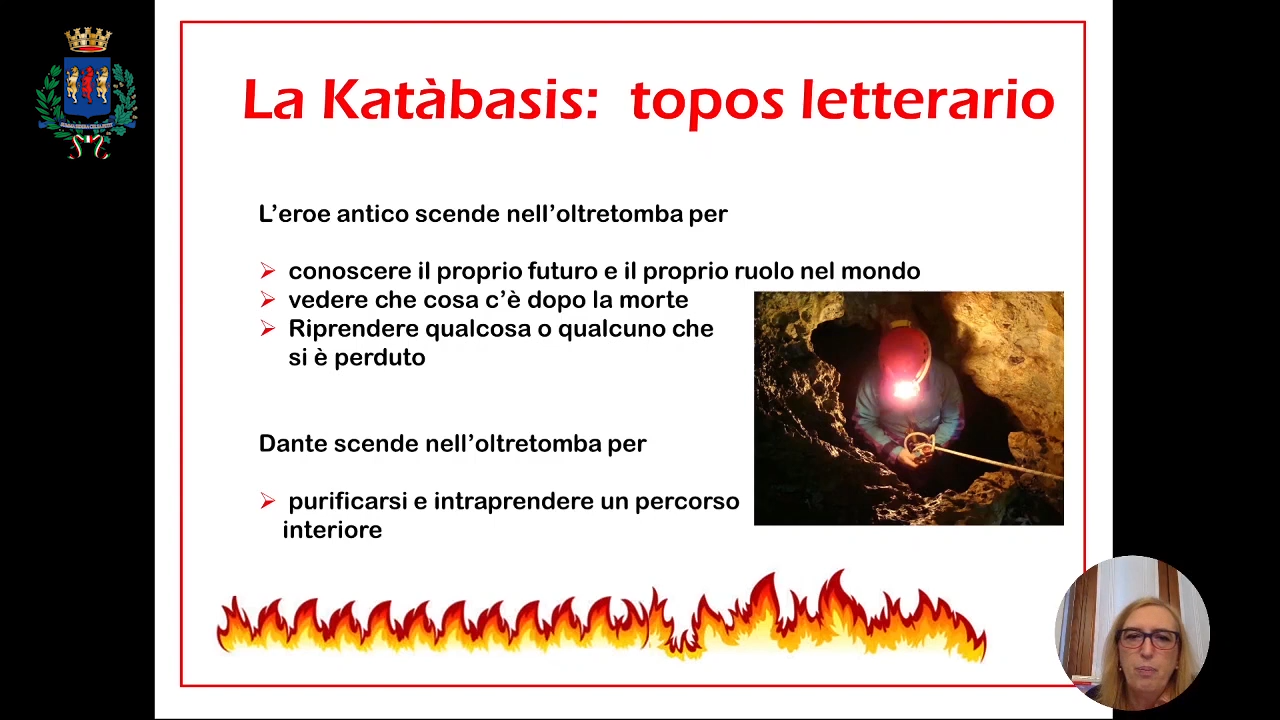 La Katàbasis: topos letterario
L'eroe antico scende nell'oltretomba per
➢ conoscere il proprio futuro e il proprio ruolo nel mondo
➢ vedere che cosa c'è dopo la morte
➢ Riprendere qualcosa o qualcuno che
si è perduto
Dante scende nell'oltretomba per
➢ purificarsi e intraprendere un percorso
interiore